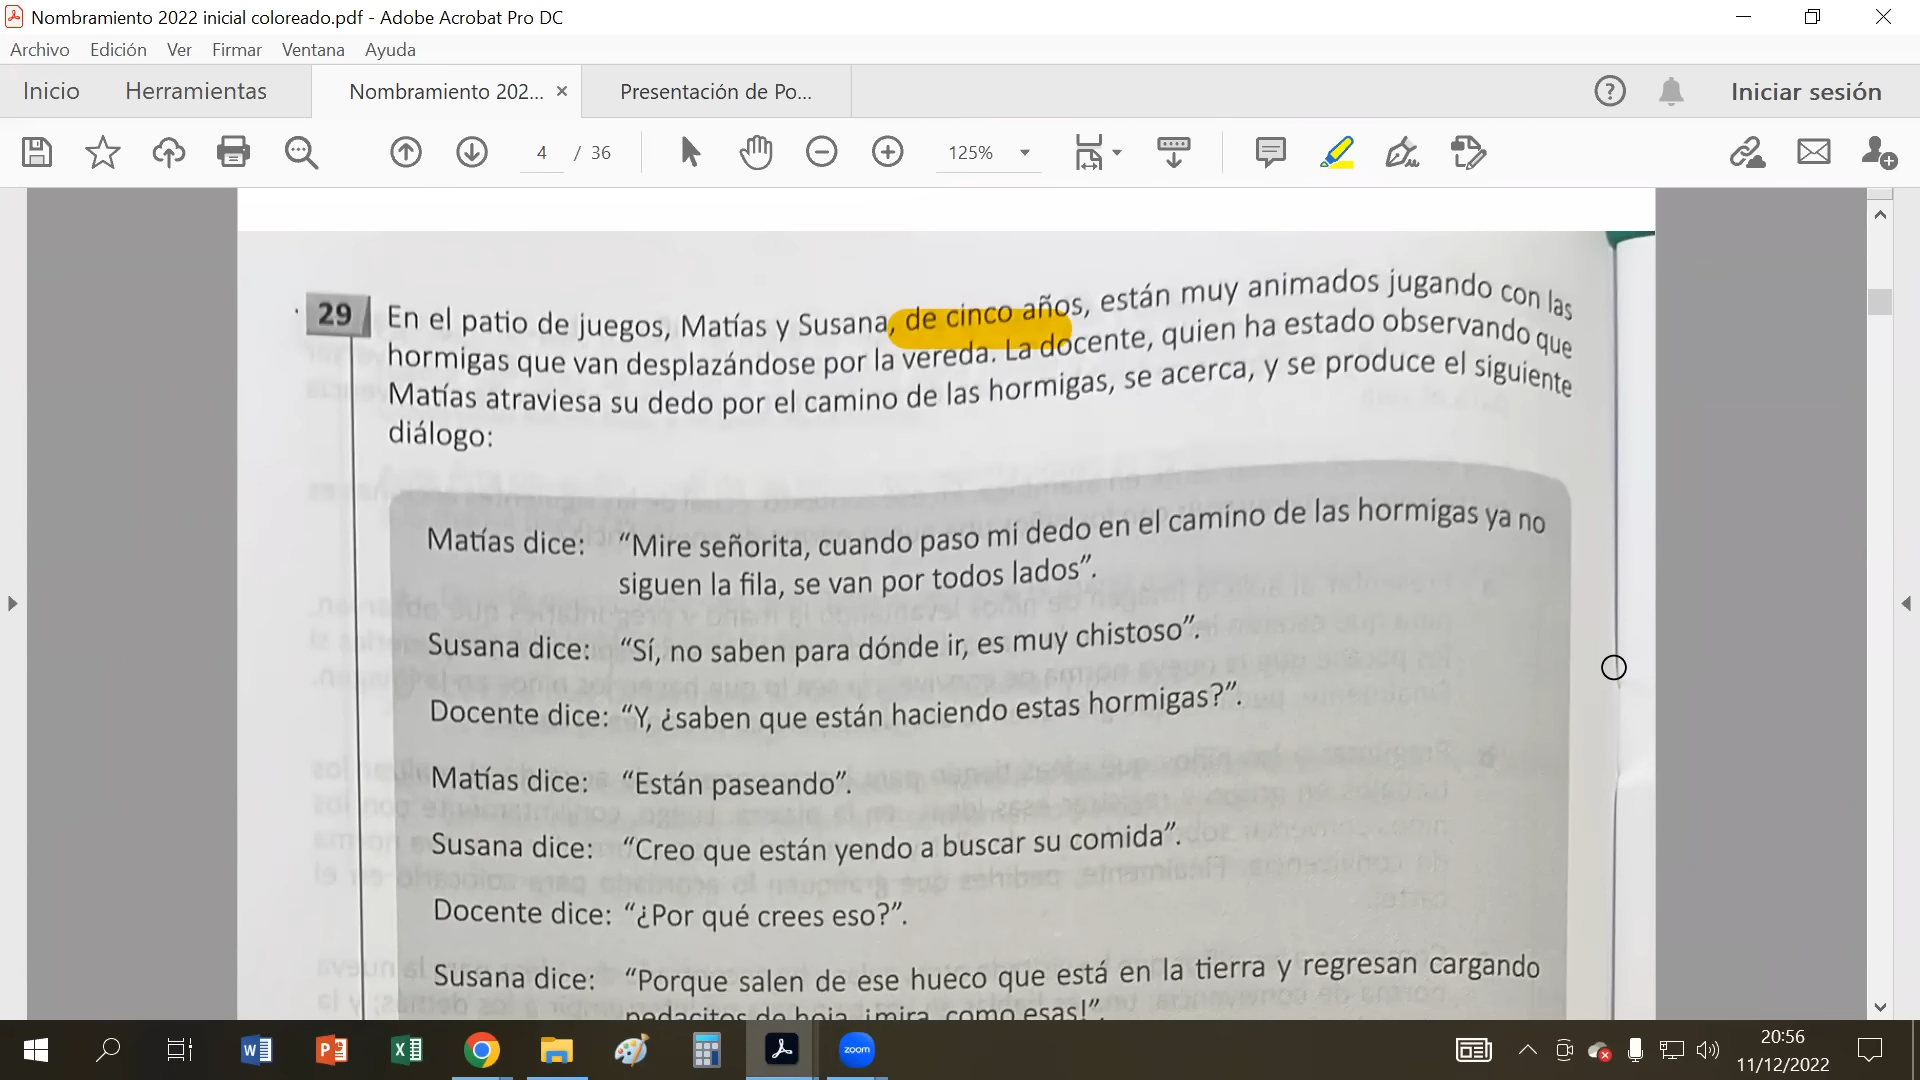 Nombramiento 2022 inicial coloreado.pdf - Adobe Acrobat Pro DC
Archivo Edición Ver Firmar Ventana Ayuda
Inicio Herramientas Nombramiento 202... × Presentación de Po... Iniciar sesión
4 / 36 125%
29 En el patio de juegos, Matías y Susana, de cinco años, están muy animados jugando con las
hormigas que van desplazándose por la vereda. La docente, quien ha estado observando que
Matías atraviesa su dedo por el camino de las hormigas, se acerca, y se produce el siguiente
diálogo:
Matías dice: “Mire señorita, cuando paso mi dedo en el camino de las hormigas ya no
siguen la fila, se van por todos lados”.
Susana dice: “Sí, no saben para dónde ir, es muy chistoso”.
Docente dice: “Y, ¿saben que están haciendo estas hormigas?”.
Matías dice: “Están paseando”.
Susana dice: “Creo que están yendo a buscar su comida”.
Docente dice: “¿Por qué crees eso?”.
Susana dice: “Porque salen de ese hueco que está en la tierra y regresan cargando
pedacitos de hoja, ¡mira, como esas!”.
zoom
20:56
11/12/2022